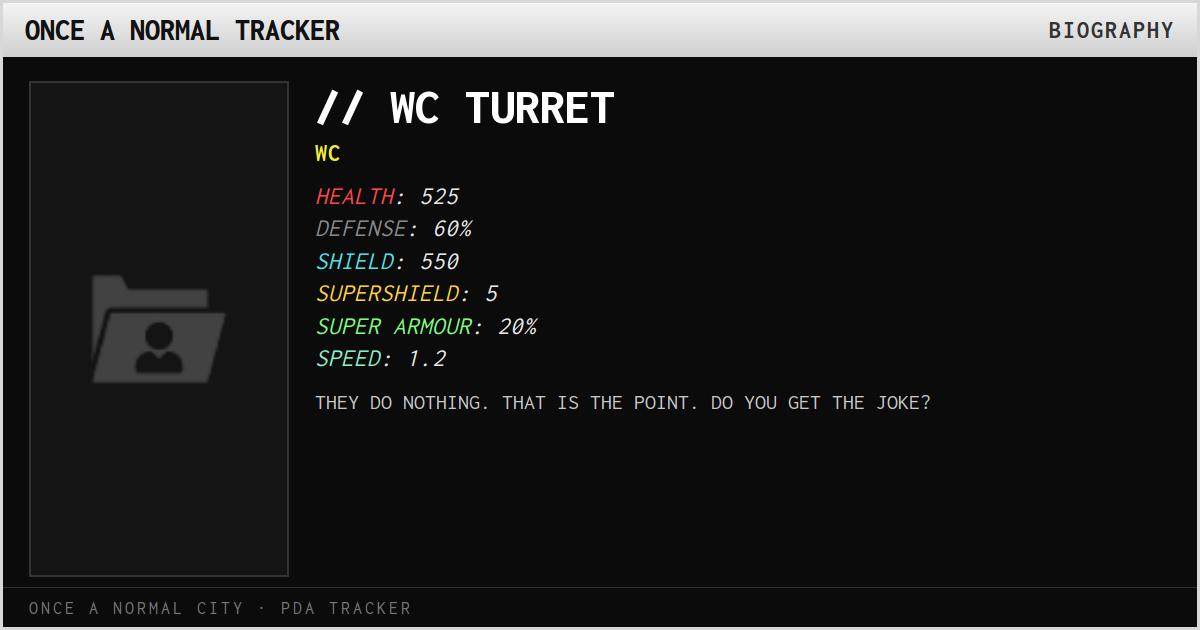 ONCE A NORMAL TRACKER
BIOGRAPHY
// WC TURRET
WC
HEALTH: 525
DEFENSE: 60%
SHIELD: 550
SUPERSHIELD: 5
SUPER ARMOUR: 20%
SPEED: 1.2
THEY DO NOTHING. THAT IS THE POINT. DO YOU GET THE JOKE?
ONCE A NORMAL CITY · PDA TRACKER